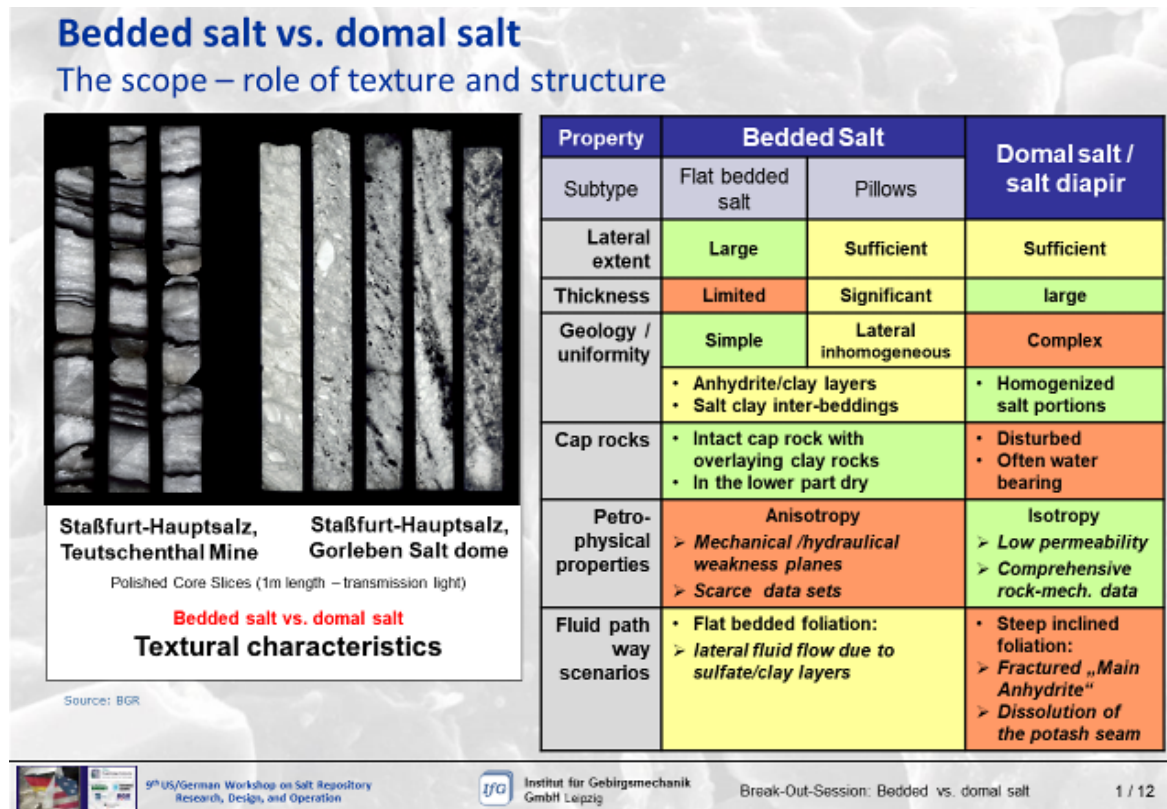 Bedded salt vs. domal salt
The scope – role of texture and structure
Staßfurt-Hauptsalz,
Teutschenthal Mine
Staßfurt-Hauptsalz,
Gorleben Salt dome
Polished Core Slices (1m length – transmission light)
Bedded salt vs. domal salt
Textural characteristics
Source: BGR
Property
Bedded Salt
Domal salt /
salt diapir
Subtype
Flat bedded
salt
Pillows
Lateral
extent
Large
Sufficient
Sufficient
Thickness
Limited
Significant
large
Geology /
uniformity
Simple
Lateral
inhomogeneous
Complex
• Anhydrite/clay layers
• Salt clay inter-beddings
• Homogenized
salt portions
Cap rocks
• Intact cap rock with
overlaying clay rocks
• In the lower part dry
• Disturbed
• Often water
bearing
Petro-
physical
properties
Anisotropy
➢ Mechanical /hydraulical
weakness planes
➢ Scarce data sets
Isotropy
➢ Low permeability
➢ Comprehensive
rock-mech. data
Fluid path
way
scenarios
• Flat bedded foliation:
➢ lateral fluid flow due to
sulfate/clay layers
• Steep inclined
foliation:
➢ Fractured „Main
Anhydrite“
➢ Dissolution of
the potash seam
9th US/German Workshop on Salt Repository
Research, Design, and Operation
IfG
Institut für Gebirgsmechanik
GmbH Leipzig
Break-Out-Session: Bedded vs. domal salt
1 / 12